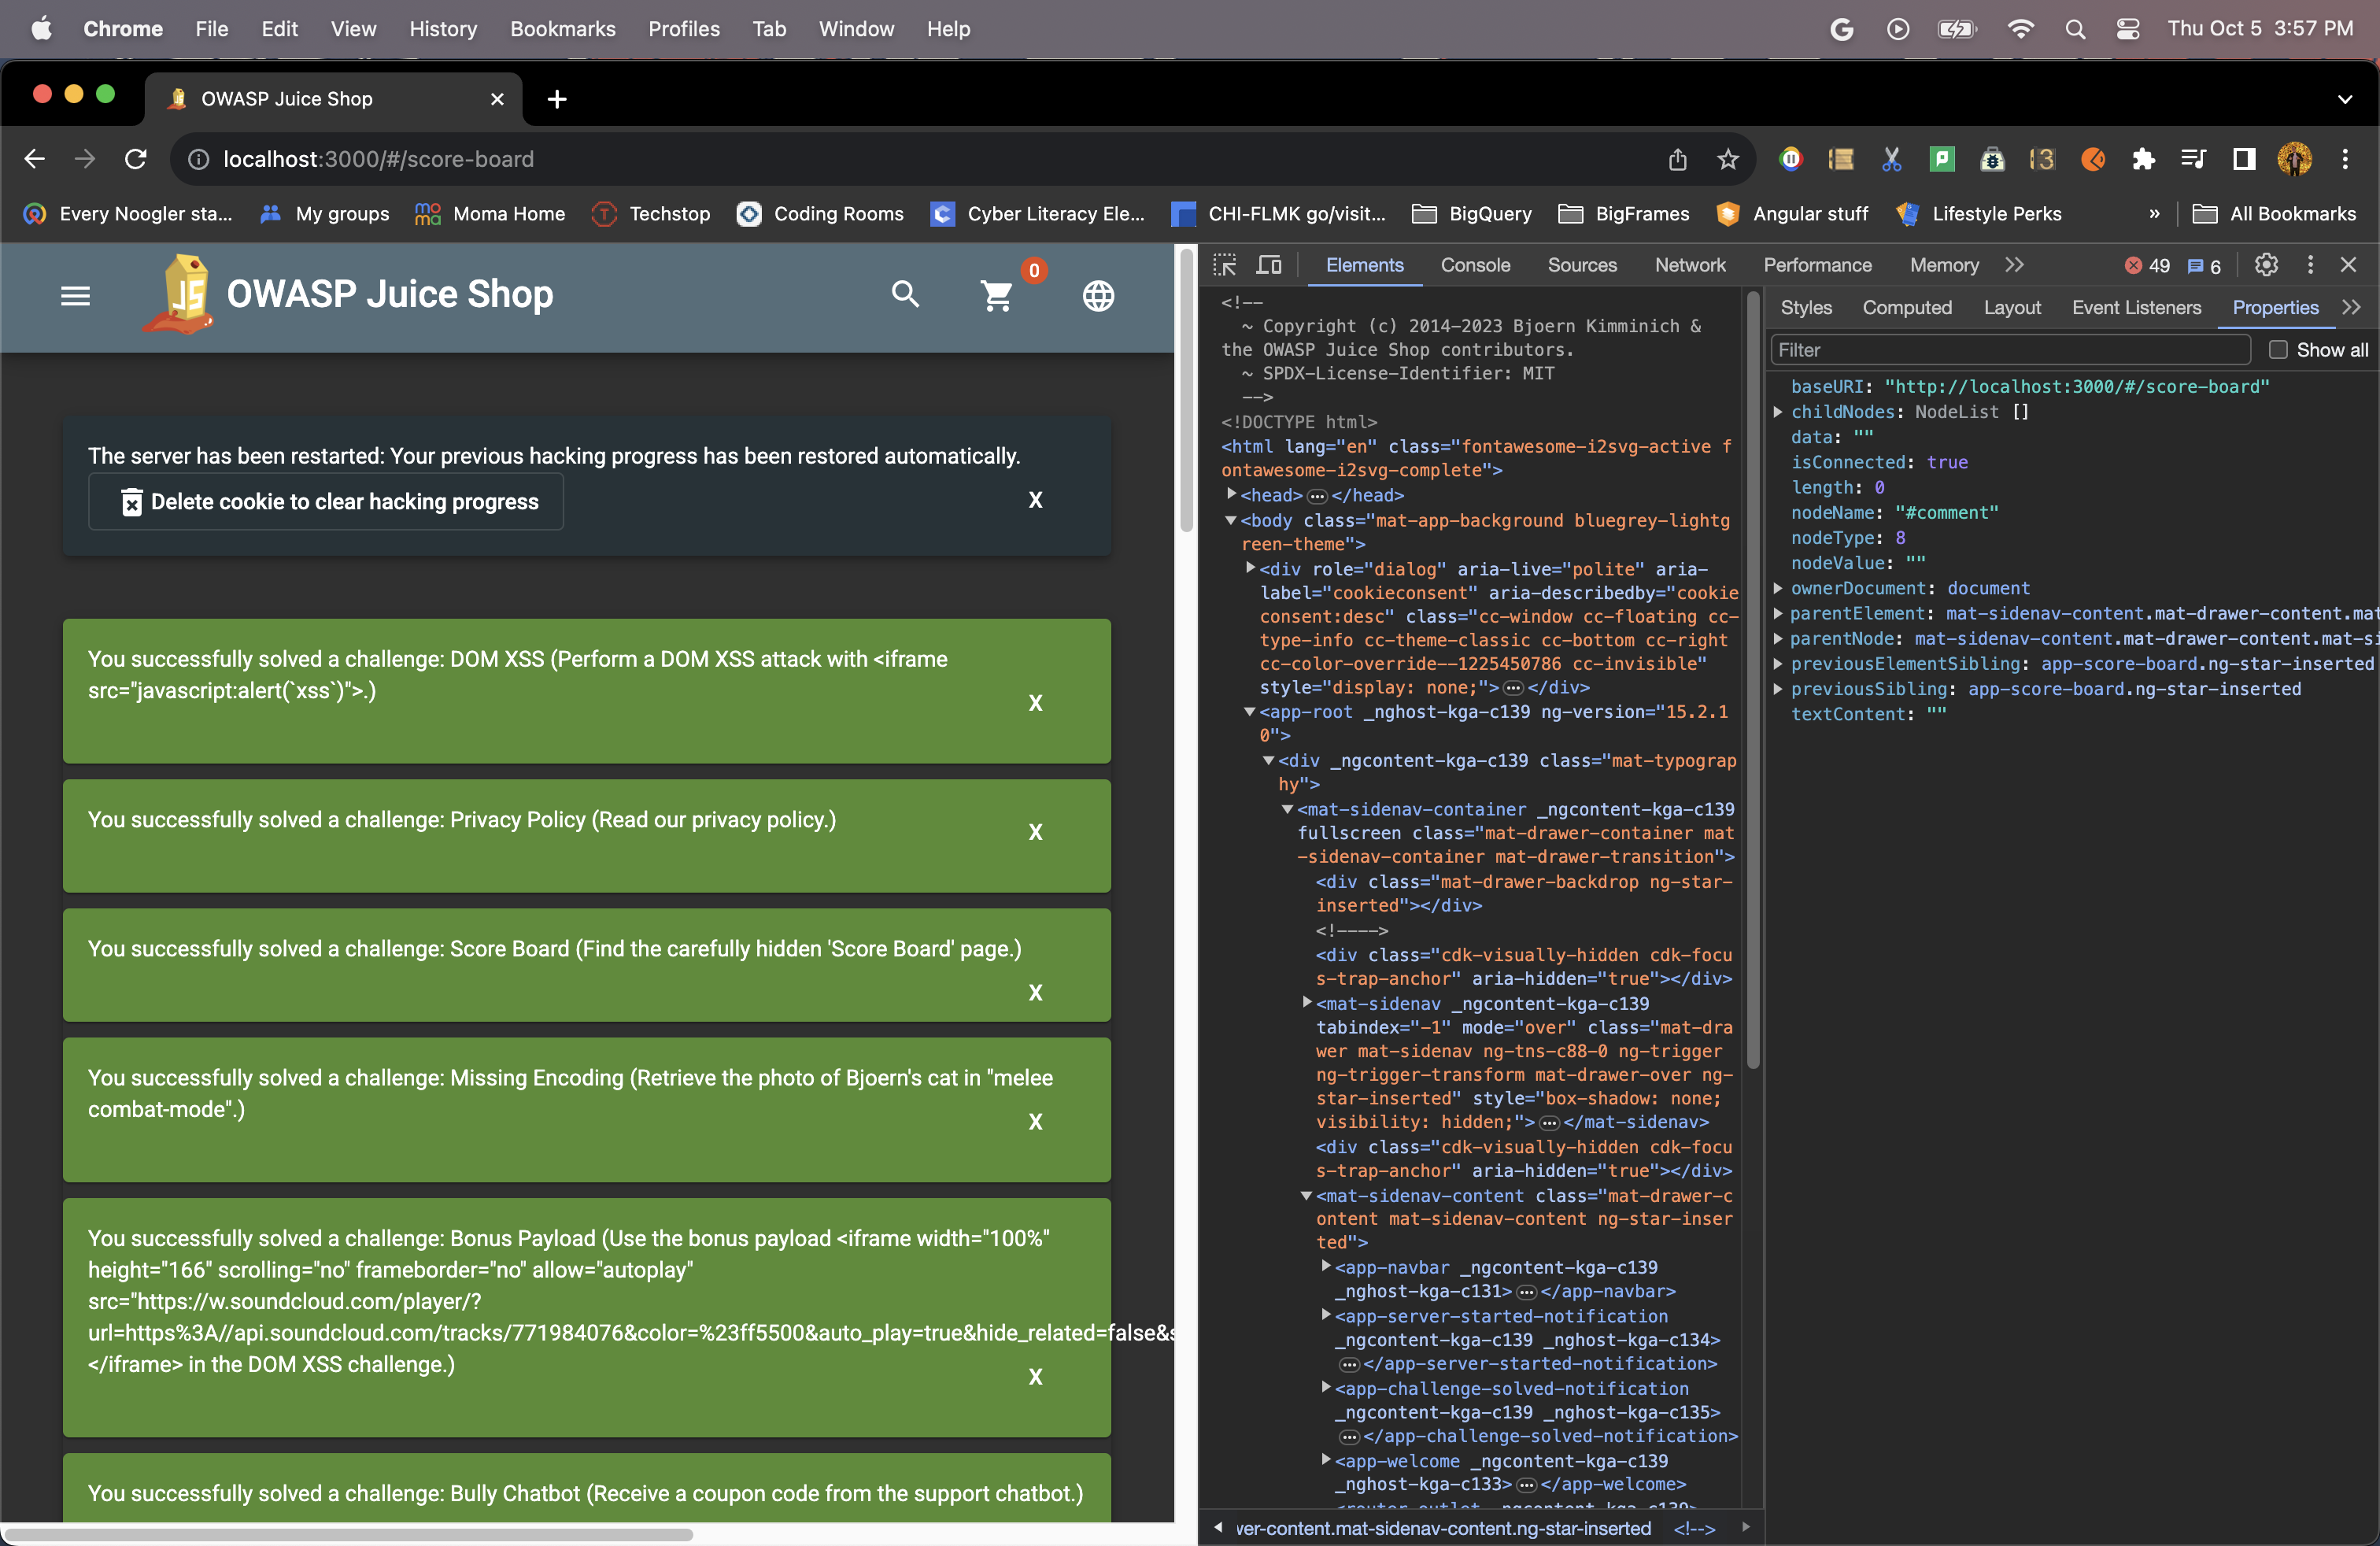 Chrome File Edit View History Bookmarks Profiles Tab Window Help
Thu Oct 5 3:57 PM
OWASP Juice Shop
localhost:3000/#/score-board
Every Noogler sta...
My groups
Moma Home
Techstop
Coding Rooms
Cyber Literacy Ele...
CHI-FLMK go/visit...
BigQuery
BigFrames
Angular stuff
Lifestyle Perks
»
All Bookmarks
OWASP Juice Shop
0
The server has been restarted: Your previous hacking progress has been restored automatically.
Delete cookie to clear hacking progress
X
You successfully solved a challenge: DOM XSS (Perform a DOM XSS attack with <iframe
src="javascript:alert(`xss`)">.)
X
You successfully solved a challenge: Privacy Policy (Read our privacy policy.)
X
You successfully solved a challenge: Score Board (Find the carefully hidden 'Score Board' page.)
X
You successfully solved a challenge: Missing Encoding (Retrieve the photo of Bjoern's cat in "melee
combat-mode".)
X
You successfully solved a challenge: Bonus Payload (Use the bonus payload <iframe width="100%"
height="166" scrolling="no" frameborder="no" allow="autoplay"
src="https://w.soundcloud.com/player/?
url=https%3A//api.soundcloud.com/tracks/771984076&color=%23ff5500&auto_play=true&hide_related=false&s
</iframe> in the DOM XSS challenge.)
X
You successfully solved a challenge: Bully Chatbot (Receive a coupon code from the support chatbot.)
Elements Console Sources Network Performance Memory
49 6
<!--
~ Copyright (c) 2014-2023 Bjoern Kimminich &
the OWASP Juice Shop contributors.
~ SPDX-License-Identifier: MIT
-->
<!DOCTYPE html>
<html lang="en" class="fontawesome-i2svg-active f
ontawesome-i2svg-complete">
<head>…</head>
<body class="mat-app-background bluegrey-lightg
reen-theme">
<div role="dialog" aria-live="polite" aria-
label="cookieconsent" aria-describedby="cookie
consent:desc" class="cc-window cc-floating cc-
type-info cc-theme-classic cc-bottom cc-right
cc-color-override--1225450786 cc-invisible"
style="display: none;">…</div>
<app-root _nghost-kga-c139 ng-version="15.2.1
0">
<div _ngcontent-kga-c139 class="mat-typograp
hy">
<mat-sidenav-container _ngcontent-kga-c139
fullscreen class="mat-drawer-container mat
-sidenav-container mat-drawer-transition">
<div class="mat-drawer-backdrop ng-star-
inserted"></div>
<!---->
<div class="cdk-visually-hidden cdk-focu
s-trap-anchor" aria-hidden="true"></div>
<mat-sidenav _ngcontent-kga-c139
tabindex="-1" mode="over" class="mat-dra
wer mat-sidenav ng-tns-c88-0 ng-trigger
ng-trigger-transform mat-drawer-over ng-
star-inserted" style="box-shadow: none;
visibility: hidden;">…</mat-sidenav>
<div class="cdk-visually-hidden cdk-focu
s-trap-anchor" aria-hidden="true"></div>
<mat-sidenav-content class="mat-drawer-c
ontent mat-sidenav-content ng-star-inser
ted">
<app-navbar _ngcontent-kga-c139
_nghost-kga-c131>…</app-navbar>
<app-server-started-notification
_ngcontent-kga-c139 _nghost-kga-c134>
…</app-server-started-notification>
<app-challenge-solved-notification
_ngcontent-kga-c139 _nghost-kga-c135>
…</app-challenge-solved-notification>
<app-welcome _ngcontent-kga-c139
_nghost-kga-c133>…</app-welcome>
<router-outlet _ngcontent-kga-c139>
wer-content.mat-sidenav-content.ng-star-inserted <!-->
Styles Computed Layout Event Listeners Properties
Filter
Show all
baseURI: "http://localhost:3000/#/score-board"
childNodes: NodeList []
data: ""
isConnected: true
length: 0
nodeName: "#comment"
nodeType: 8
nodeValue: ""
ownerDocument: document
parentElement: mat-sidenav-content.mat-drawer-content.mat
parentNode: mat-sidenav-content.mat-drawer-content.mat-si
previousElementSibling: app-score-board.ng-star-inserted
previousSibling: app-score-board.ng-star-inserted
textContent: ""